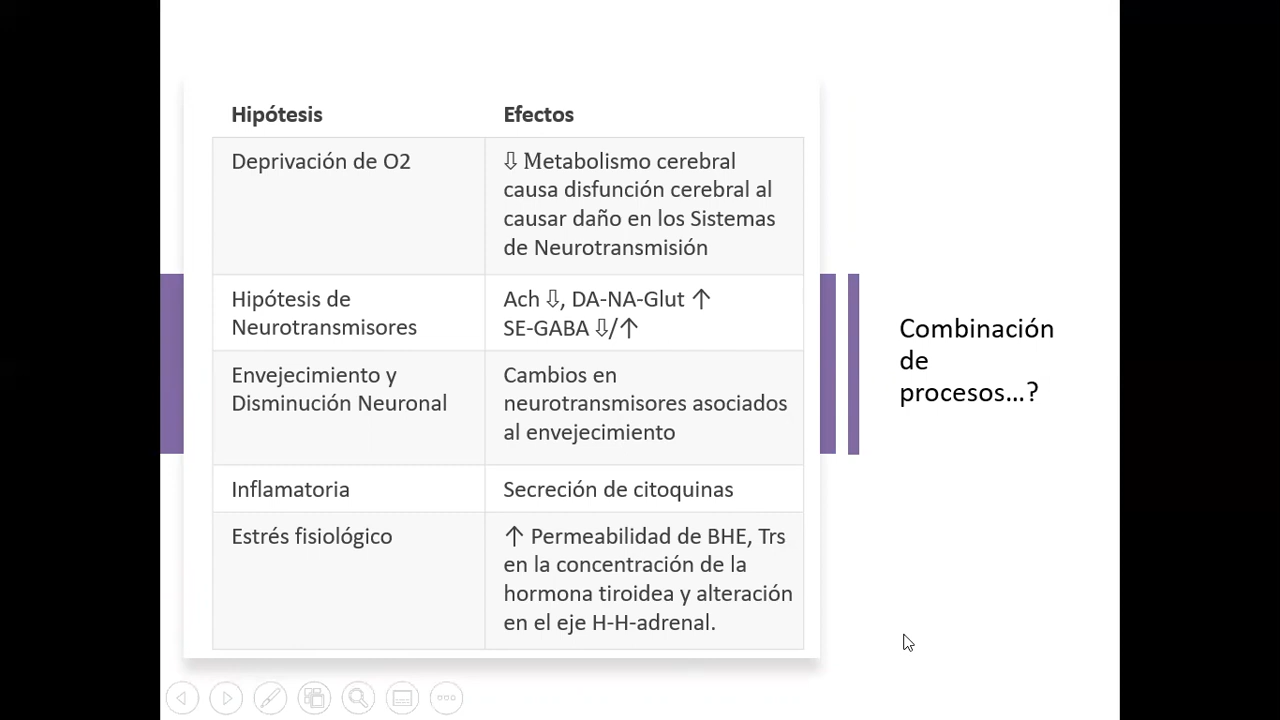 Hipótesis
Efectos
Deprivación de O2
⇩ Metabolismo cerebral
causa disfunción cerebral al
causar daño en los Sistemas
de Neurotransmisión
Hipótesis de
Neurotransmisores
Ach ⇩, DA-NA-Glut ↑
SE-GABA ⇩/↑
Envejecimiento y
Disminución Neuronal
Cambios en
neurotransmisores asociados
al envejecimiento
Inflamatoria
Secreción de citoquinas
Estrés fisiológico
↑ Permeabilidad de BHE, Trs
en la concentración de la
hormona tiroidea y alteración
en el eje H-H-adrenal.
Combinación
de
procesos...?